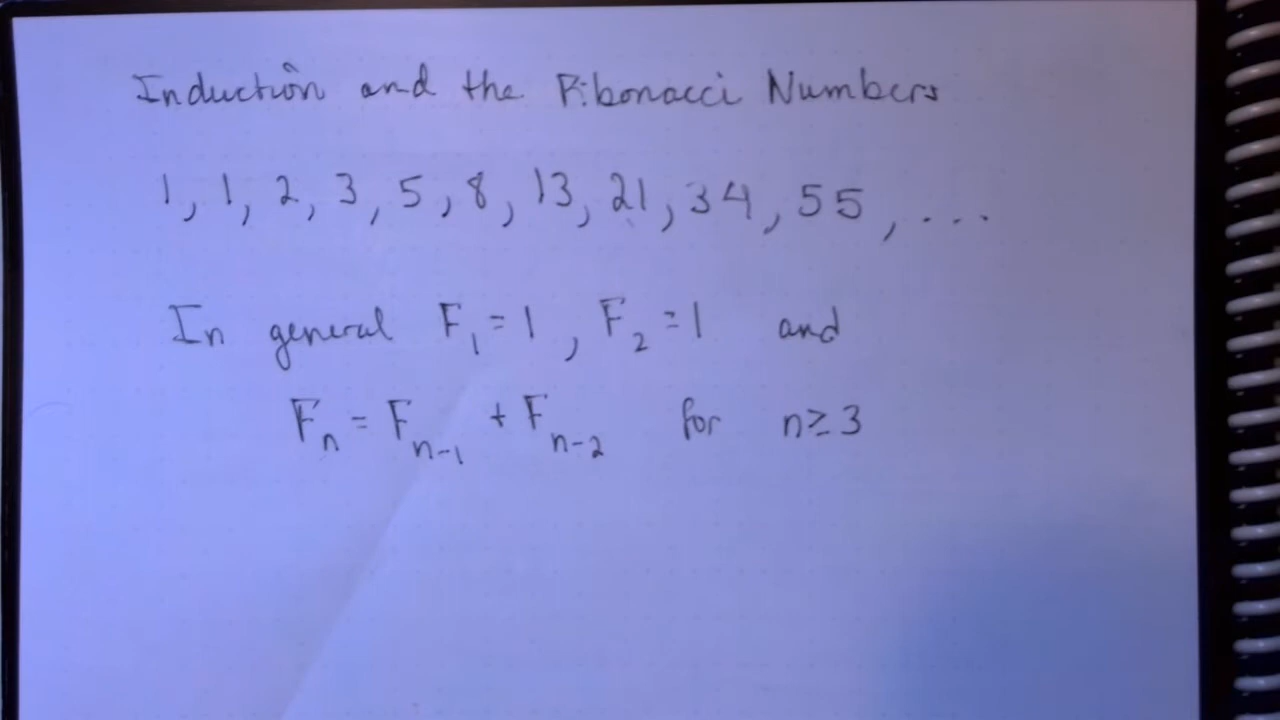 Induction and the Fibonacci Numbers
1, 1, 2, 3, 5, 8, 13, 21, 34, 55, ...
In general F₁ = 1, F₂ = 1 and
Fₙ = Fₙ₋₁ + Fₙ₋₂ for n ≥ 3